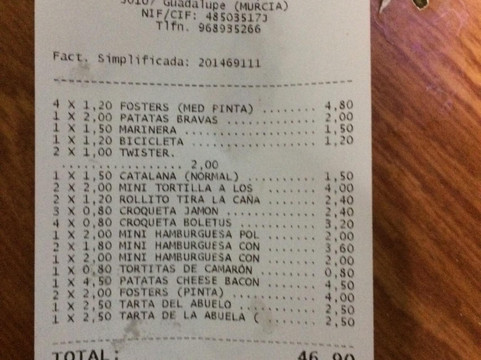 30107 Guadalupe (MURCIA)
NIF/CIF: 48503517J
Tlfn. 968935266
Fact. Simplificada: 201469111
4 X 1,20 FOSTERS (MED PINTA) ........ 4,80
1 X 2,00 PATATAS BRAVAS ............. 2,00
1 X 1,50 MARINERA ................... 1,50
1 X 1,20 BICICLETA .................. 1,20
2 X 1,00 TWISTER.
................... 2,00
1 X 1,50 CATALANA (NORMAL) .......... 1,50
2 X 2,00 MINI TORTILLA A LOS ........ 4,00
2 X 1,20 ROLLITO TIRA LA CAÑA ....... 2,40
3 X 0,80 CROQUETA JAMON ............. 2,40
4 X 0,80 CROQUETA BOLETUS ........... 3,20
1 X 2,00 MINI HAMBURGUESA POL ....... 2,00
2 X 1,80 MINI HAMBURGUESA CON ....... 3,60
1 X 2,00 MINI HAMBURGUESA CON ....... 2,00
1 X 0,80 TORTITAS DE CAMARÓN ........ 0,80
1 X 4,50 PATATAS CHEESE BACON ....... 4,50
2 X 2,00 FOSTERS (PINTA) ............ 4,00
1 X 2,50 TARTA DEL ABUELO ........... 2,50
1 X 2,50 TARTA DE LA ABUELA ( ....... 2,50
TOTAL: 46,90